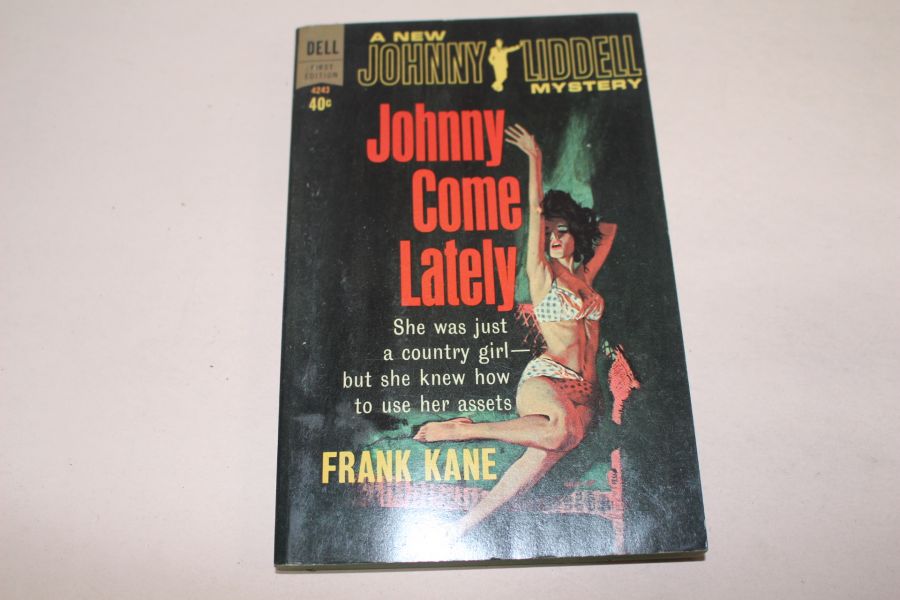 DELL
FIRST
EDITION
4243
40c
A NEW
JOHNNY LIDDELL
MYSTERY
Johnny
Come
Lately
She was just
a country girl—
but she knew how
to use her assets
FRANK KANE